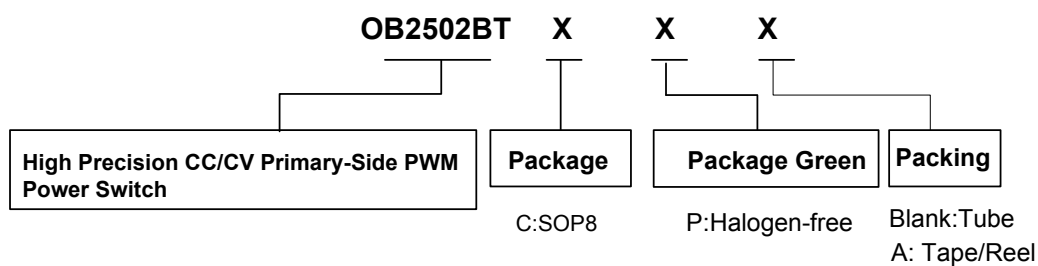 OB2502BT X X X
High Precision CC/CV Primary-Side PWM
Power Switch
Package
Package Green
Packing
C:SOP8
P:Halogen-free
Blank:Tube
A: Tape/Reel